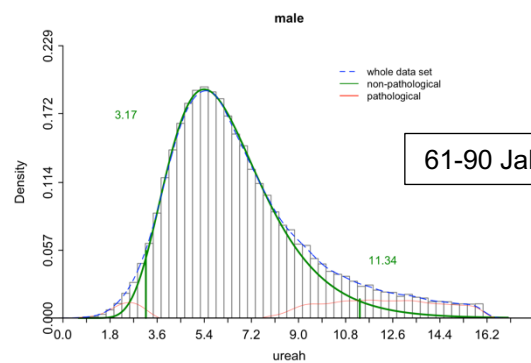 male
0.229
0.172
0.114
0.057
0.000
Density
3.17
whole data set
non-pathological
pathological
61-90 Jal
11.34
0.0 1.8 3.6 5.4 7.2 9.0 10.8 12.6 14.4 16.2
ureah